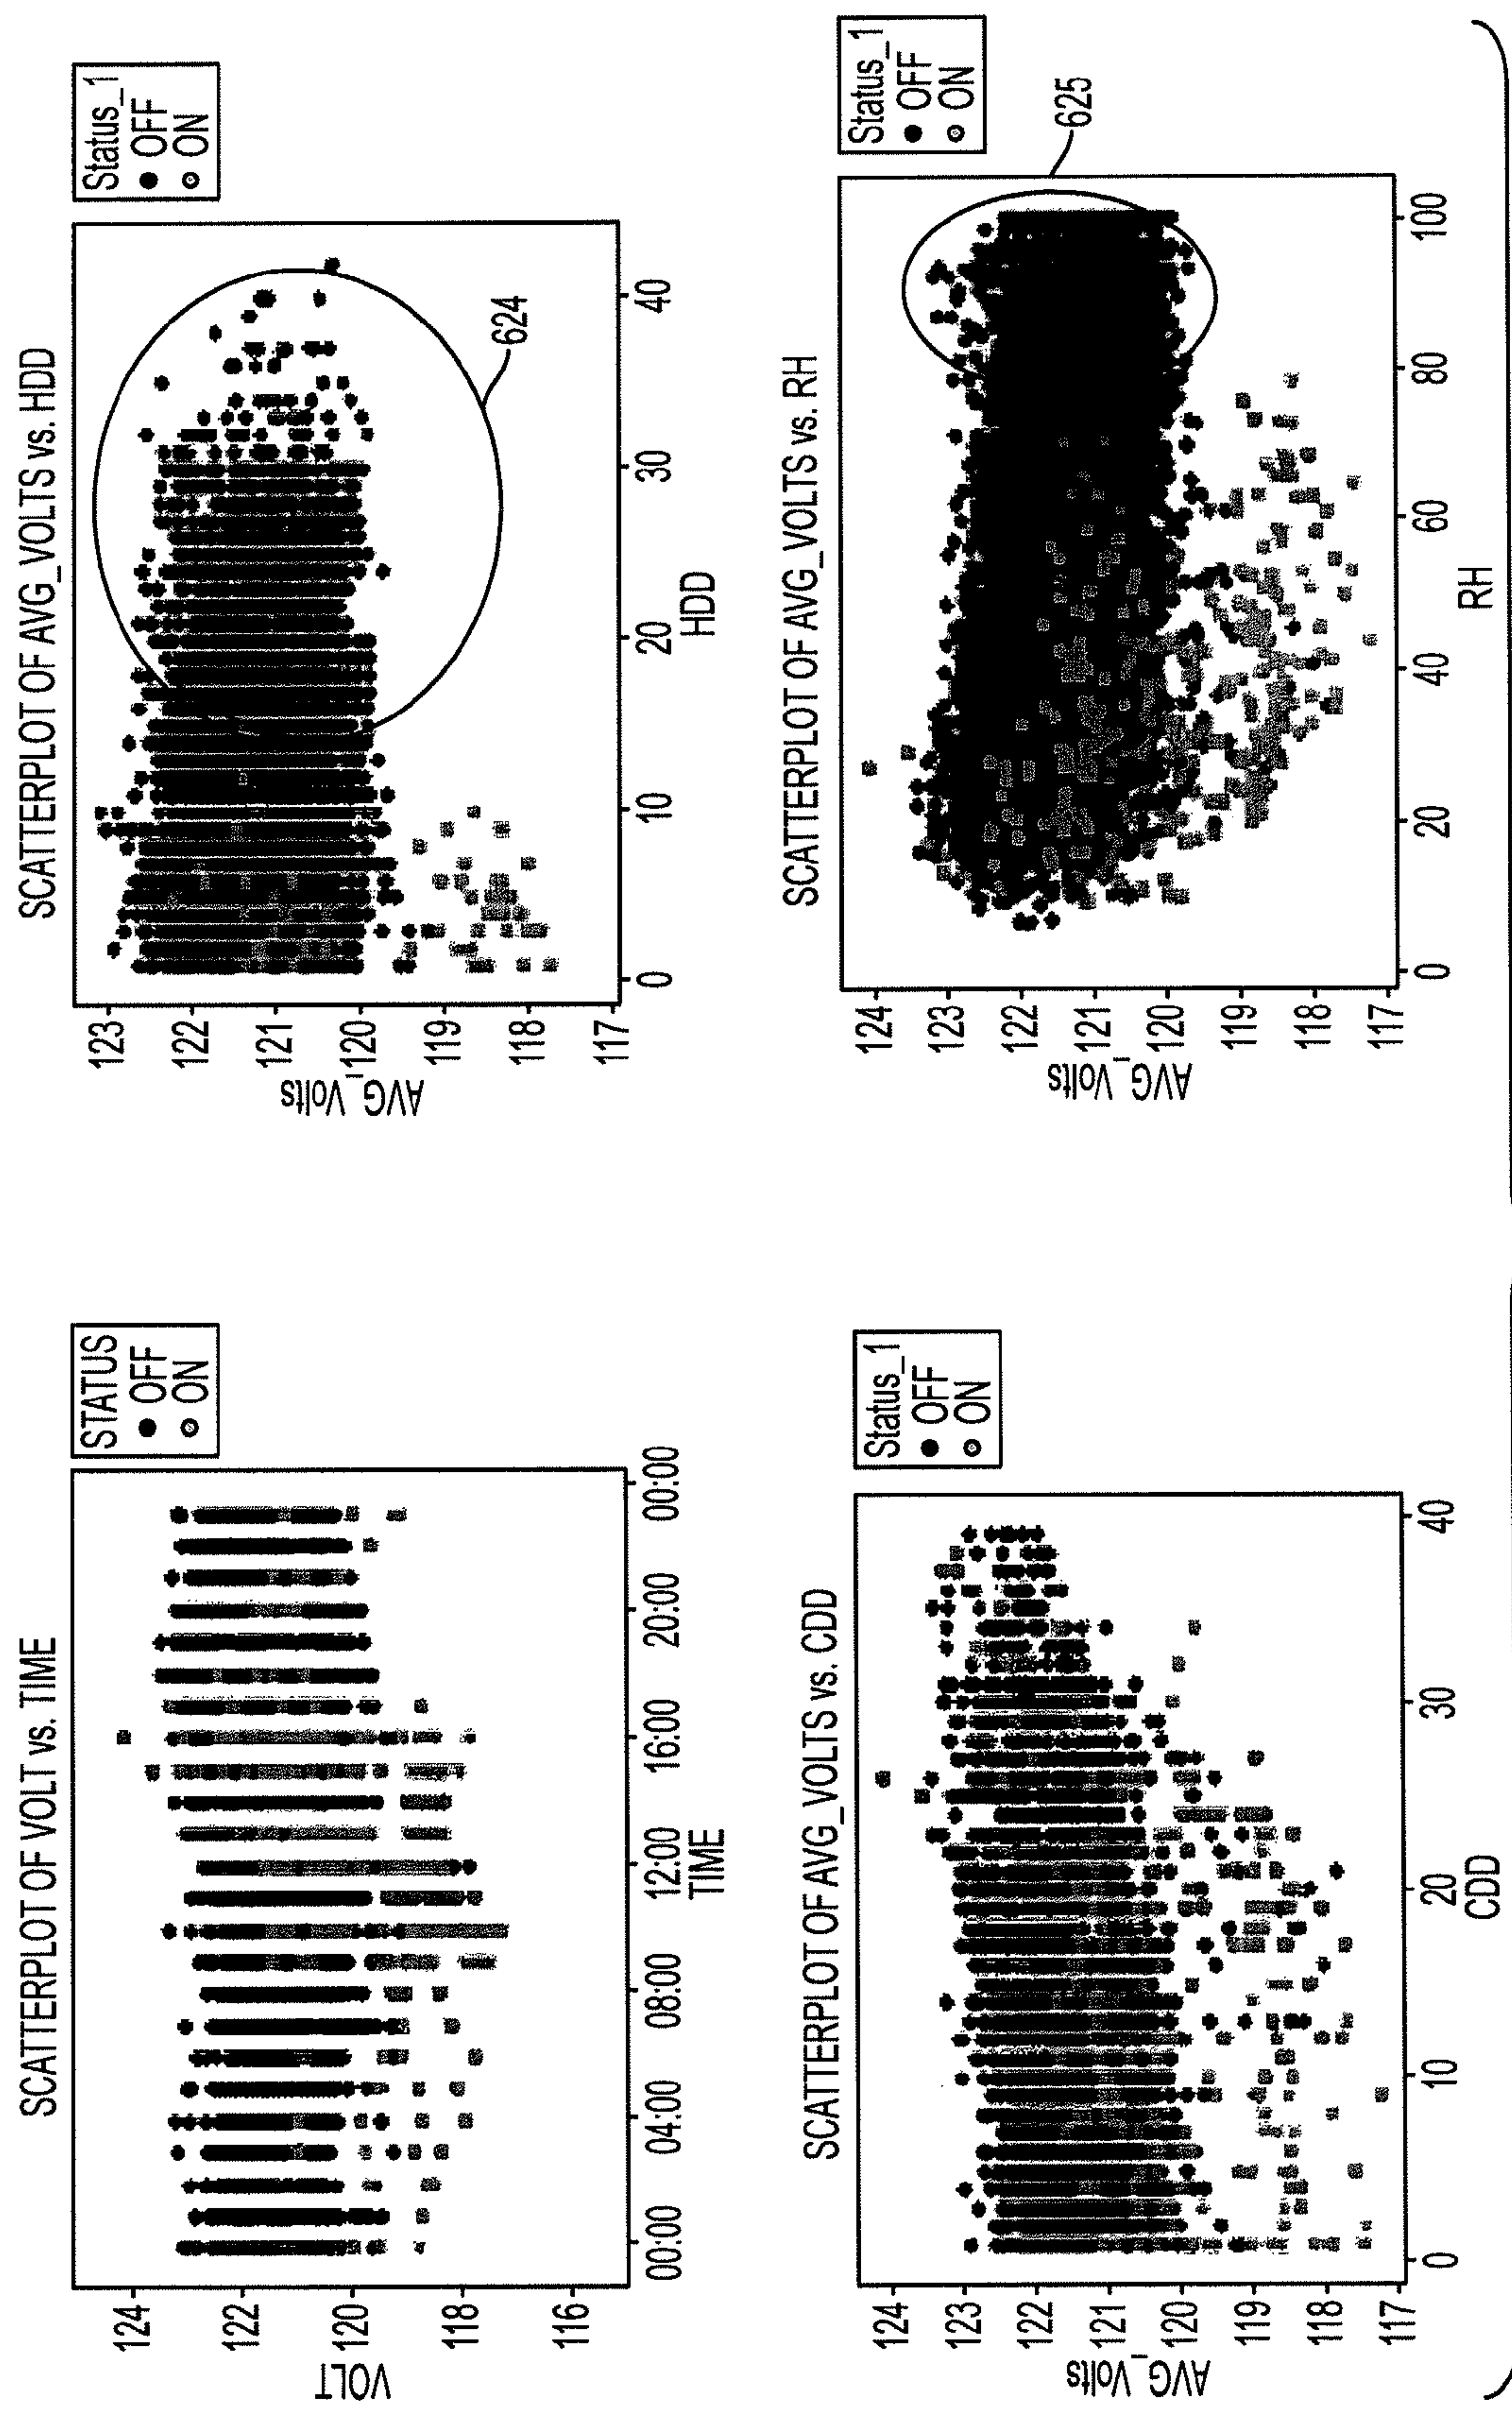 SCATTERPLOT OF VOLT vs. TIME
VOLT
124
122
120
118
116
00:00
04:00
08:00
12:00
16:00
20:00
00:00
TIME
STATUS
OFF
ON
SCATTERPLOT OF AVG_VOLTS vs. HDD
AVG_Volts
123
122
121
120
119
118
117
0
10
20
30
40
HDD
624
Status_1
OFF
ON
SCATTERPLOT OF AVG_VOLTS vs. CDD
AVG_Volts
124
123
122
121
120
119
118
117
0
10
20
30
40
CDD
Status_1
OFF
ON
SCATTERPLOT OF AVG_VOLTS vs. RH
AVG_Volts
124
123
122
121
120
119
118
117
0
20
40
60
80
100
RH
625
Status_1
OFF
ON